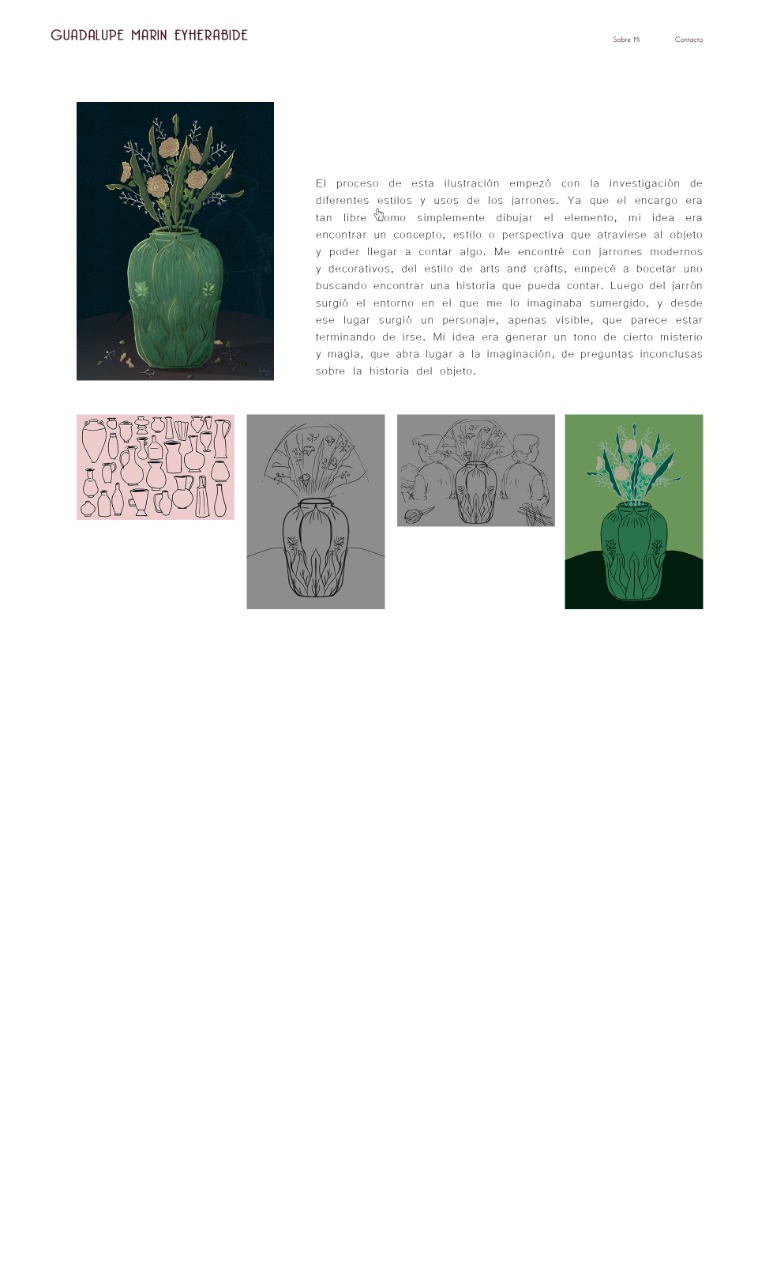 GUADALUPE MARIN EYHERABIDE
Sobre Mi
Contacto
El proceso de esta ilustración empezó con la investigación de
diferentes estilos y usos de los jarrones. Ya que el encargo era
tan libre como simplemente dibujar el elemento, mi idea era
encontrar un concepto, estilo o perspectiva que atraviese al objeto
y poder llegar a contar algo. Me encontré con jarrones modernos
y decorativos, del estilo de arts and crafts, empecé a bocetar uno
buscando encontrar una historia que pueda contar. Luego del jarrón
surgió el entorno en el que me lo imaginaba sumergido, y desde
ese lugar surgió un personaje, apenas visible, que parece estar
terminando de irse. Mi idea era generar un tono de cierto misterio
y magia, que abra lugar a la imaginación, de preguntas inconclusas
sobre la historia del objeto.